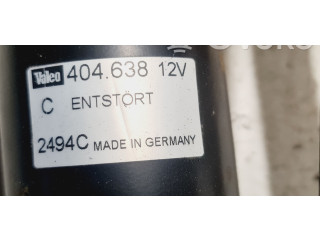 Valeo 404.638 12V
C ENTSTÖRT
2494C MADE IN GERMANY